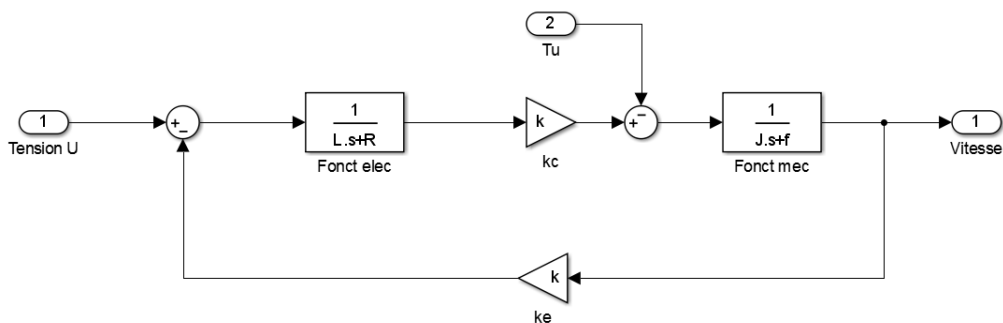 2
Tu
1
Tension U
+
−
1
L.s+R
Fonct elec
k
kc
+
−
1
J.s+f
Fonct mec
1
Vitesse
k
ke